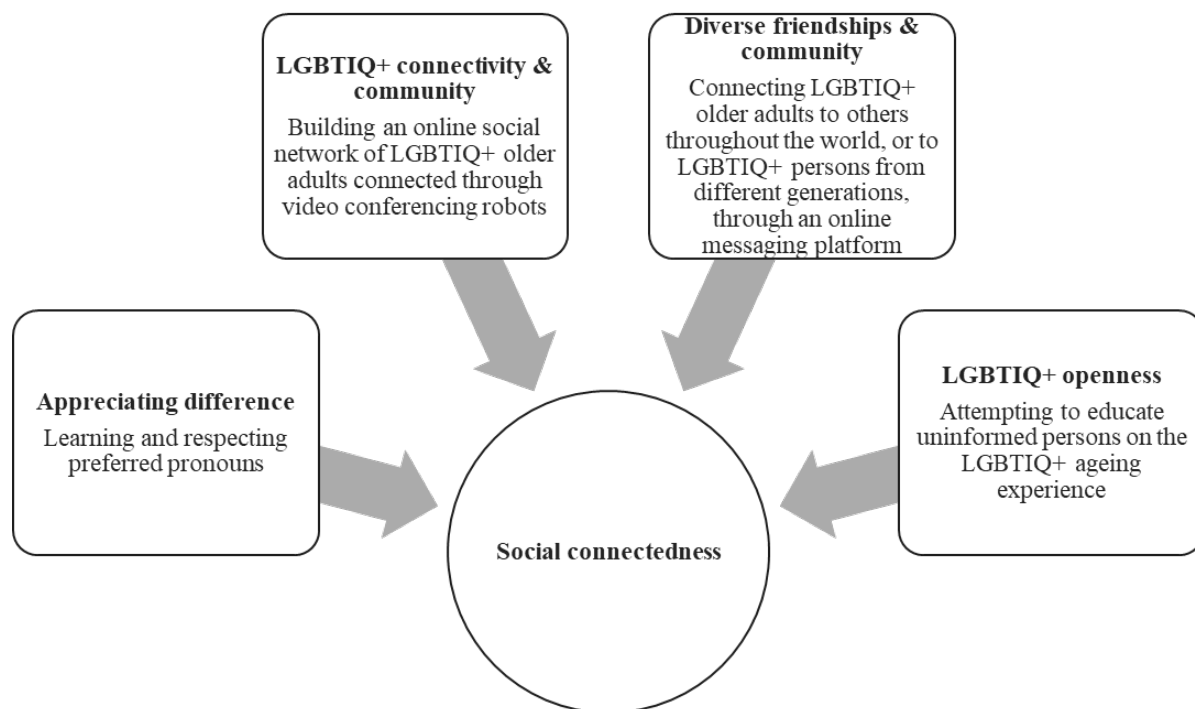 LGBTIQ+ connectivity &
community
Building an online social
network of LGBTIQ+ older
adults connected through
video conferencing robots
Diverse friendships &
community
Connecting LGBTIQ+
older adults to others
throughout the world, or to
LGBTIQ+ persons from
different generations,
through an online
messaging platform
Appreciating difference
Learning and respecting
preferred pronouns
LGBTIQ+ openness
Attempting to educate
uninformed persons on the
LGBTIQ+ ageing
experience
Social connectedness